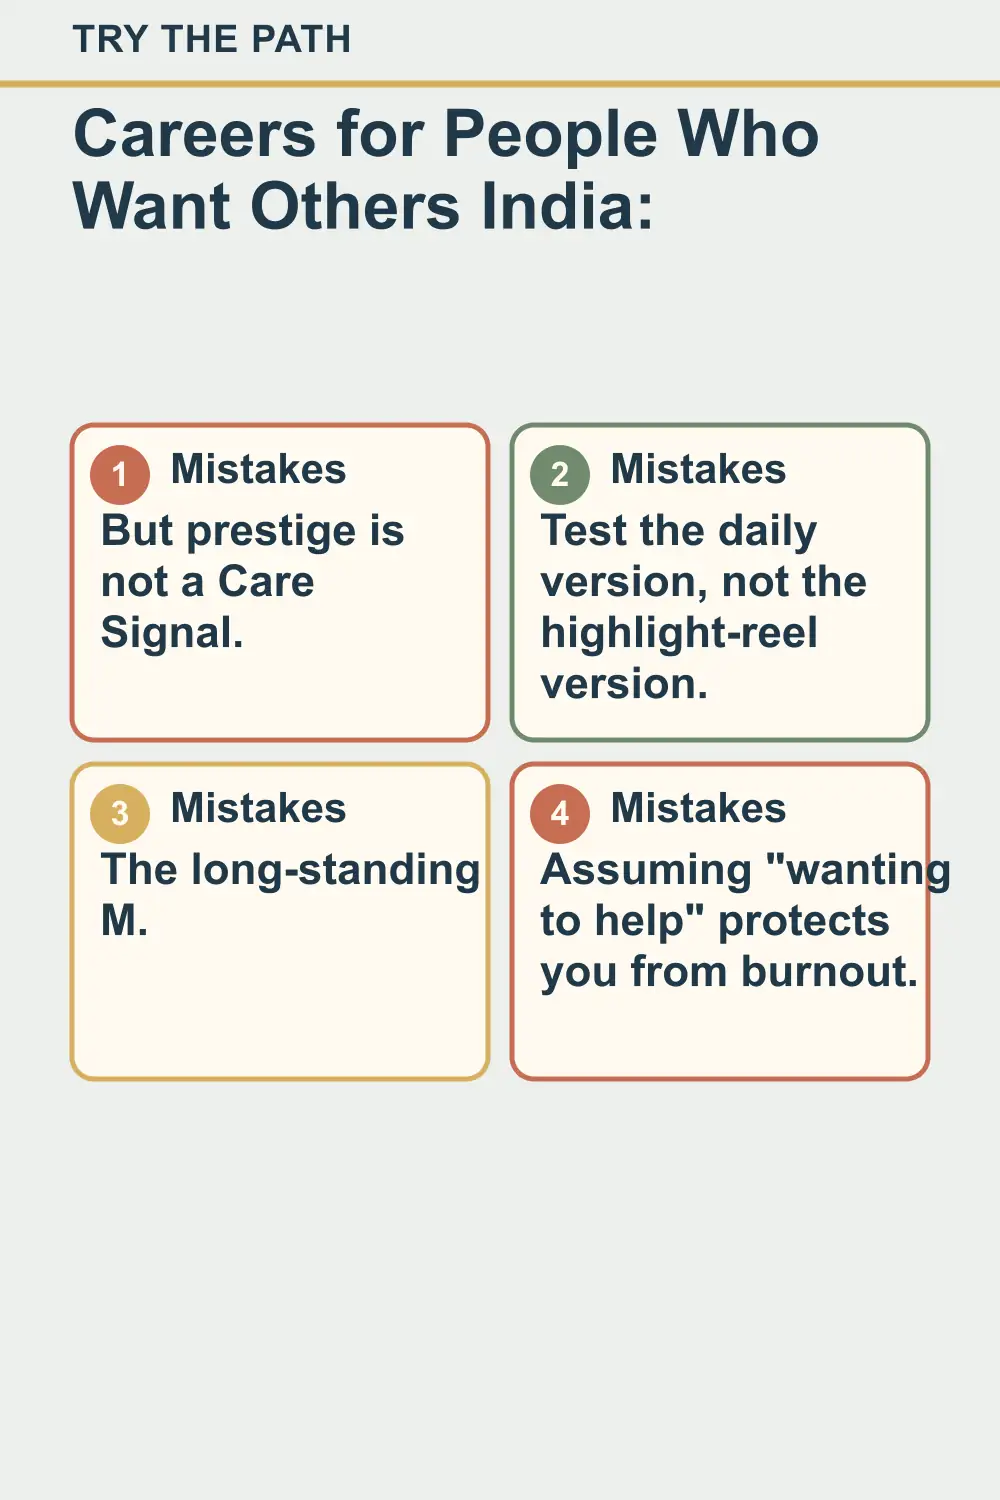 TRY THE PATH
Careers for People Who
Want Others India:
1 Mistakes
But prestige is
not a Care
Signal.
2 Mistakes
Test the daily
version, not the
highlight-reel
version.
3 Mistakes
The long-standing
M.
4 Mistakes
Assuming "wanting
to help" protects
you from burnout.